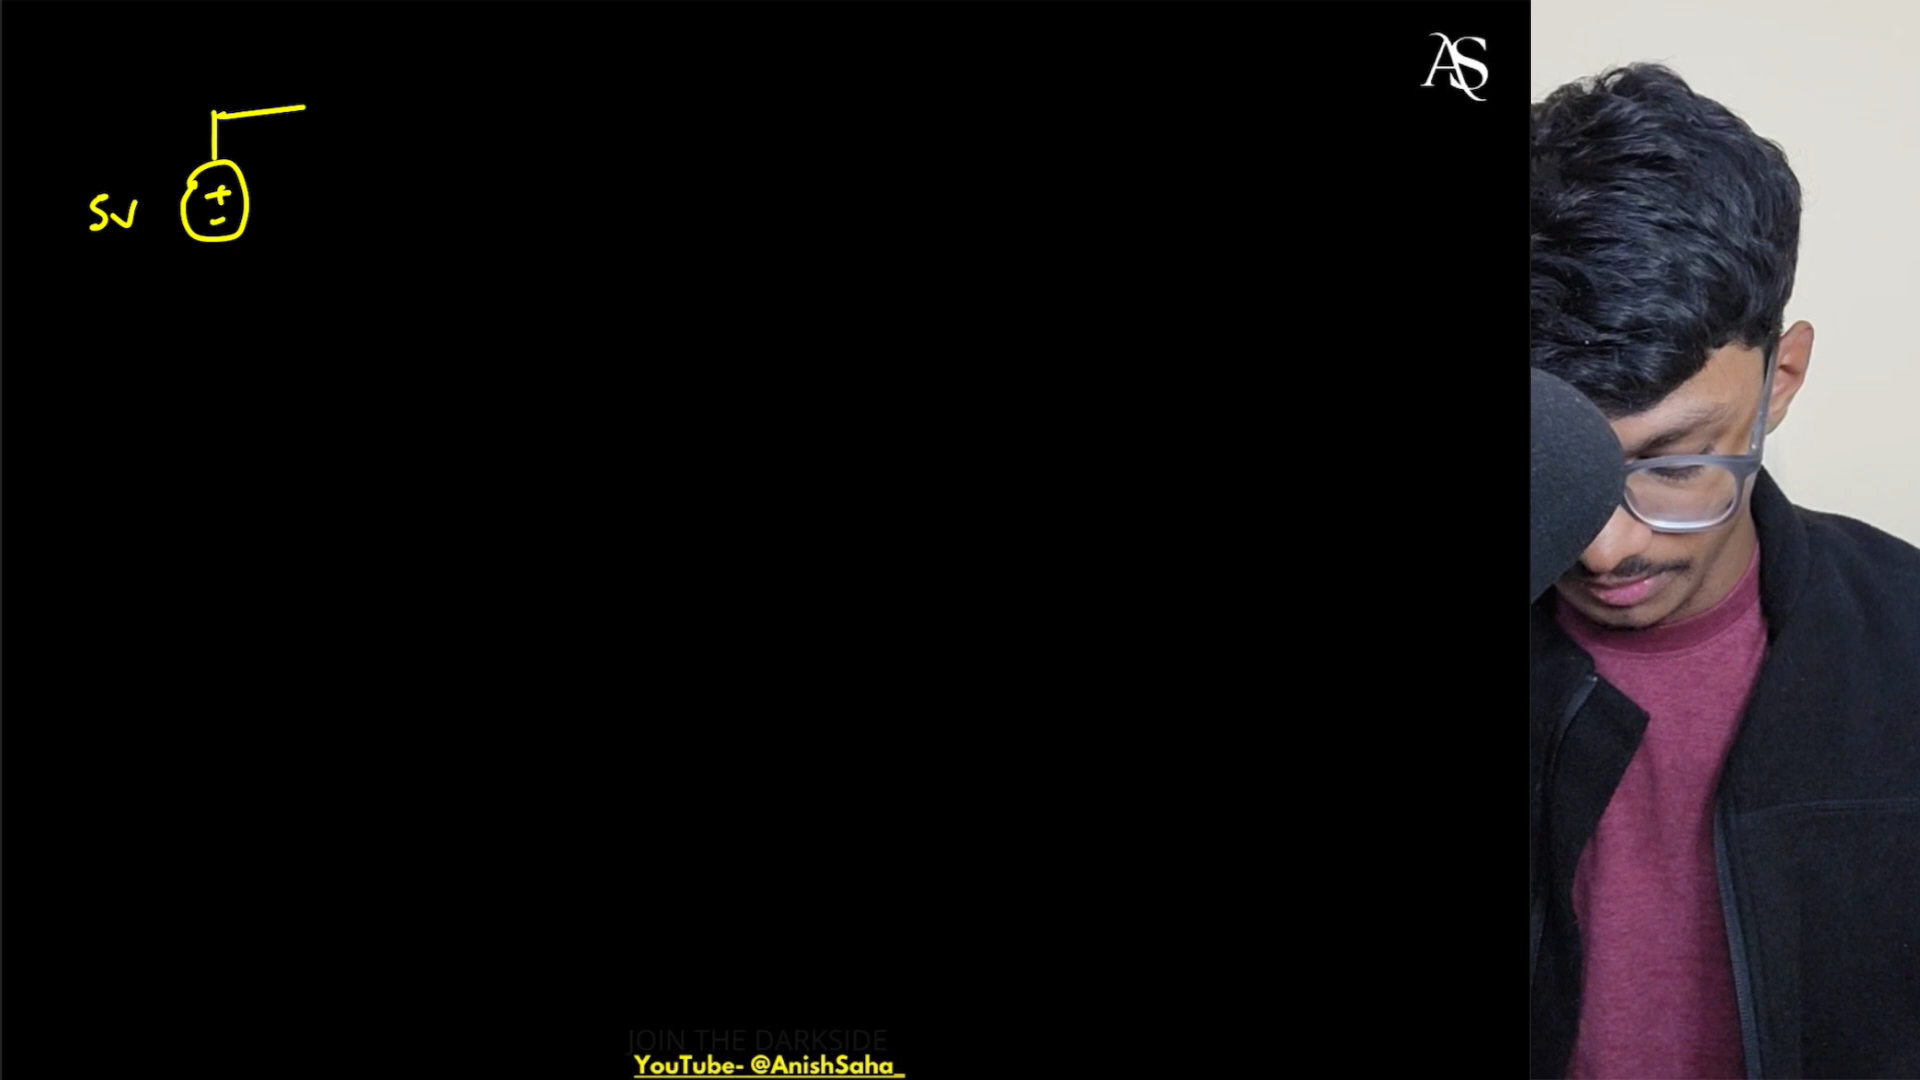 AS
5V
+
-
JOIN THE DARKSIDE
YouTube- @AnishSaha_